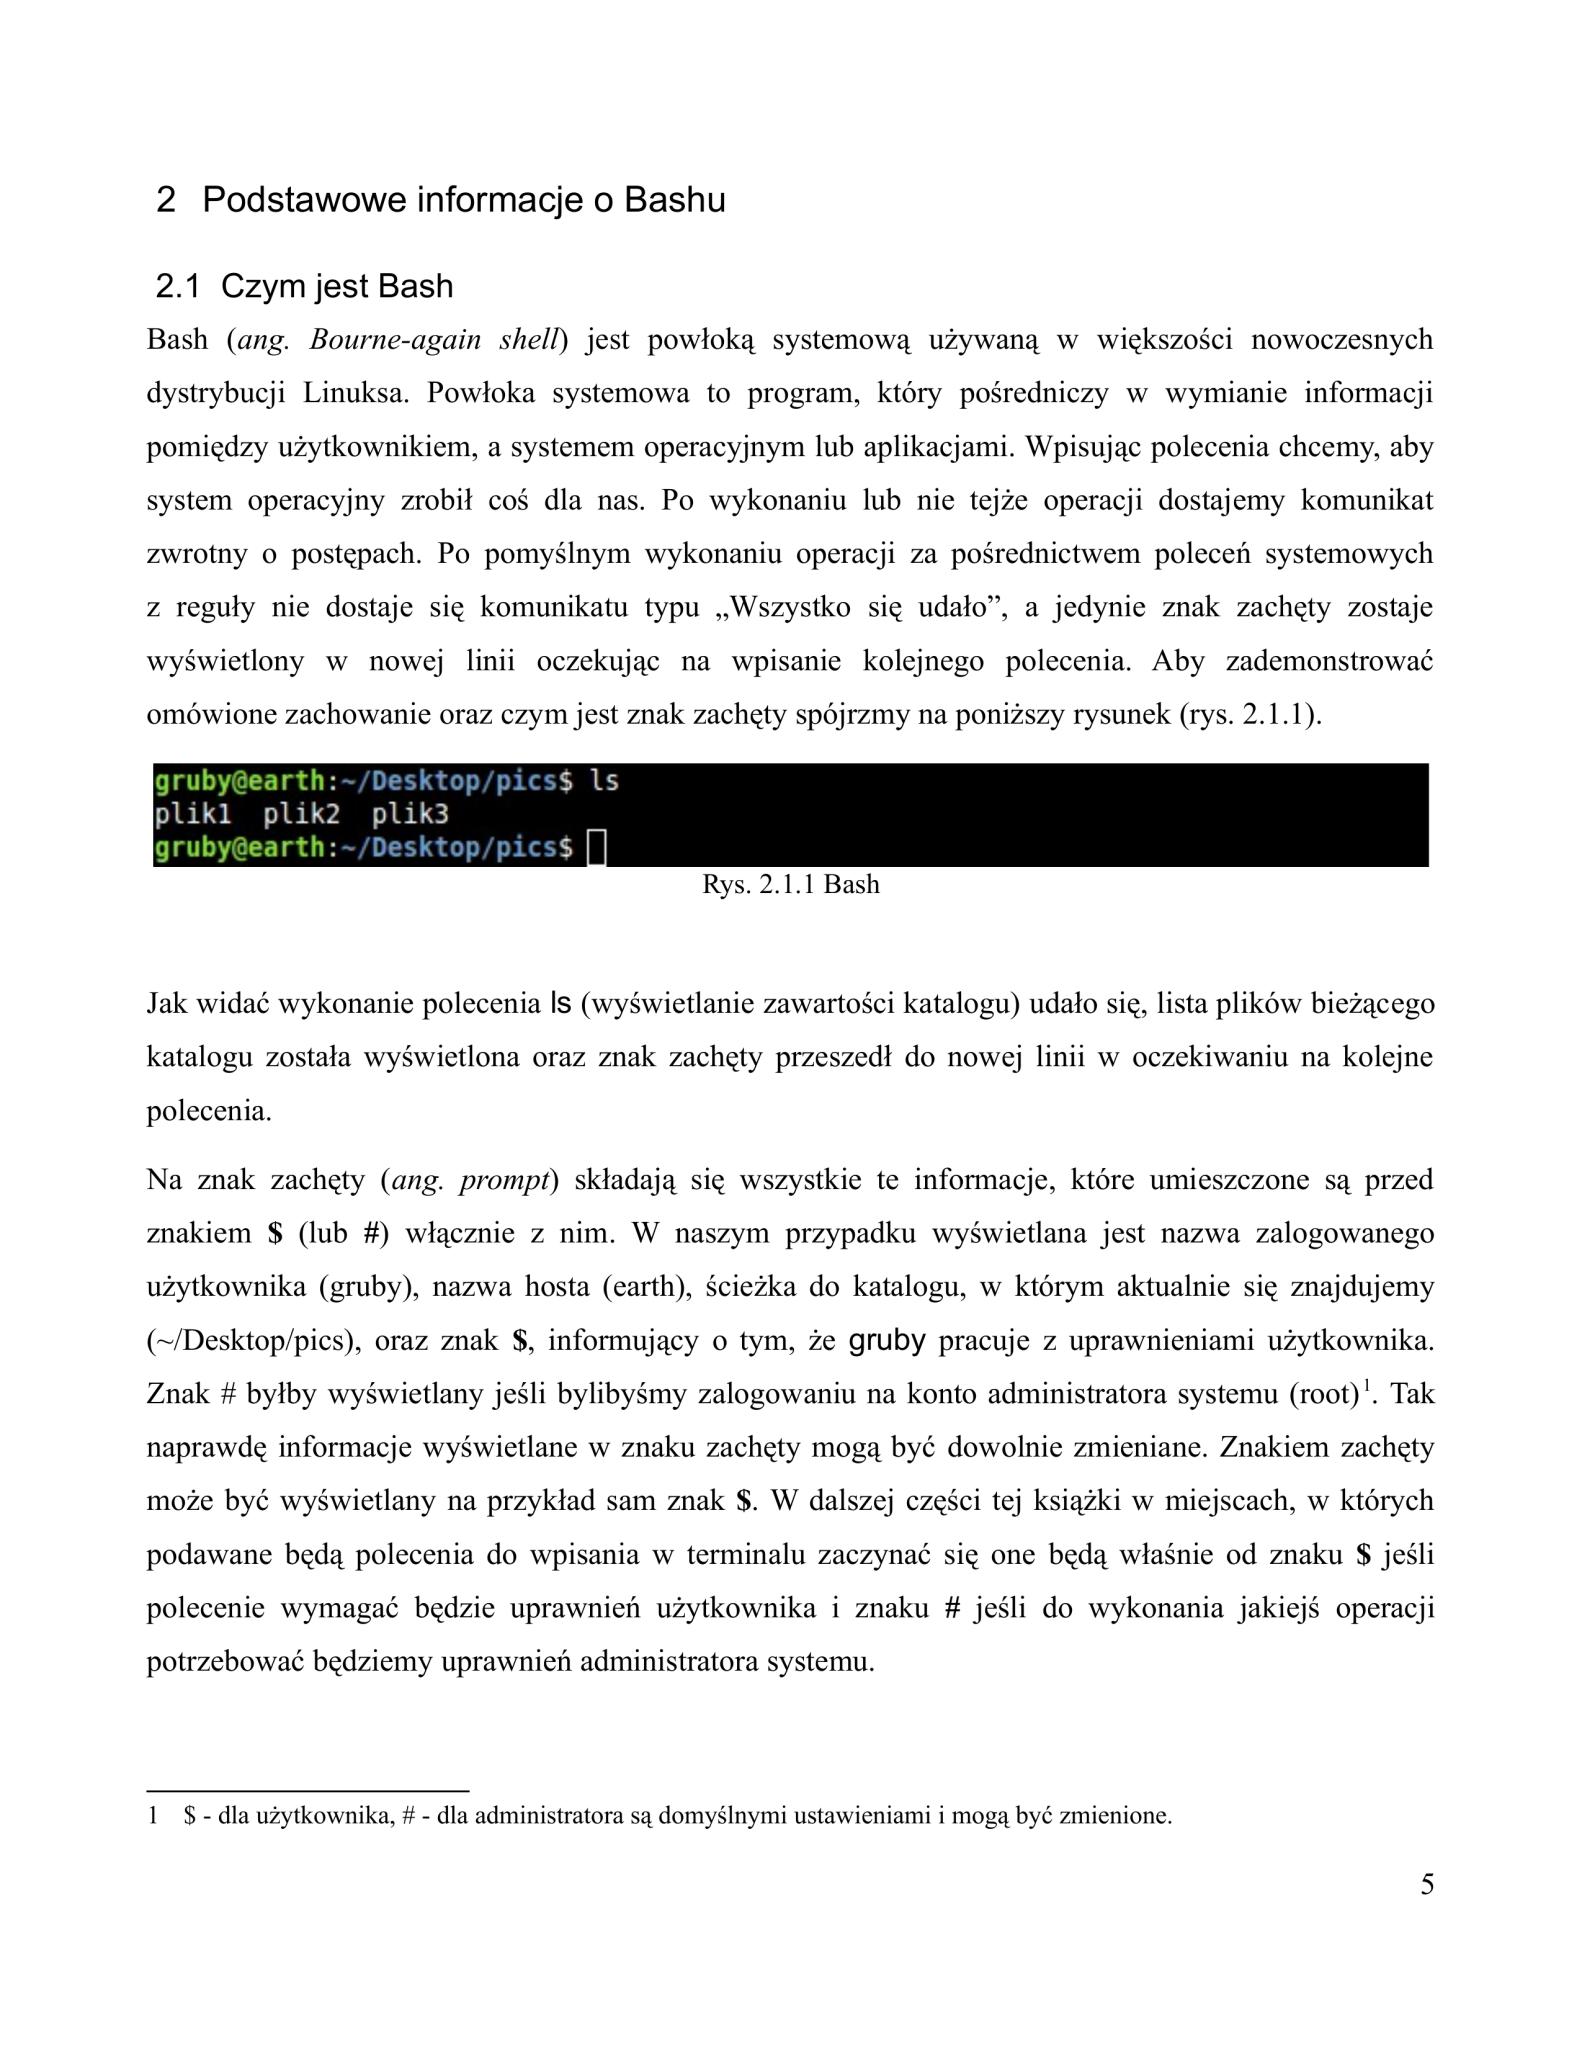 2 Podstawowe informacje o Bashu
2.1 Czym jest Bash
Bash (ang. Bourne-again shell) jest powłoką systemową używaną w większości nowoczesnych
dystrybucji Linuksa. Powłoka systemowa to program, który pośredniczy w wymianie informacji
pomiędzy użytkownikiem, a systemem operacyjnym lub aplikacjami. Wpisując polecenia chcemy, aby
system operacyjny zrobił coś dla nas. Po wykonaniu lub nie tejże operacji dostajemy komunikat
zwrotny o postępach. Po pomyślnym wykonaniu operacji za pośrednictwem poleceń systemowych
z reguły nie dostaje się komunikatu typu „Wszystko się udało”, a jedynie znak zachęty zostaje
wyświetlony w nowej linii oczekując na wpisanie kolejnego polecenia. Aby zademonstrować
omówione zachowanie oraz czym jest znak zachęty spójrzmy na poniższy rysunek (rys. 2.1.1).
gruby@earth:~/Desktop/pics$ ls
plik1 plik2 plik3
gruby@earth:~/Desktop/pics$
Rys. 2.1.1 Bash
Jak widać wykonanie polecenia ls (wyświetlanie zawartości katalogu) udało się, lista plików bieżącego
katalogu została wyświetlona oraz znak zachęty przeszedł do nowej linii w oczekiwaniu na kolejne
polecenia.
Na znak zachęty (ang. prompt) składają się wszystkie te informacje, które umieszczone są przed
znakiem $ (lub #) włącznie z nim. W naszym przypadku wyświetlana jest nazwa zalogowanego
użytkownika (gruby), nazwa hosta (earth), ścieżka do katalogu, w którym aktualnie się znajdujemy
(~/Desktop/pics), oraz znak $, informujący o tym, że gruby pracuje z uprawnieniami użytkownika.
Znak # byłby wyświetlany jeśli bylibyśmy zalogowaniu na konto administratora systemu (root)1. Tak
naprawdę informacje wyświetlane w znaku zachęty mogą być dowolnie zmieniane. Znakiem zachęty
może być wyświetlany na przykład sam znak $. W dalszej części tej książki w miejscach, w których
podawane będą polecenia do wpisania w terminalu zaczynać się one będą właśnie od znaku $ jeśli
polecenie wymagać będzie uprawnień użytkownika i znaku # jeśli do wykonania jakiejś operacji
potrzebować będziemy uprawnień administratora systemu.
1 $ - dla użytkownika, # - dla administratora są domyślnymi ustawieniami i mogą być zmienione.
5